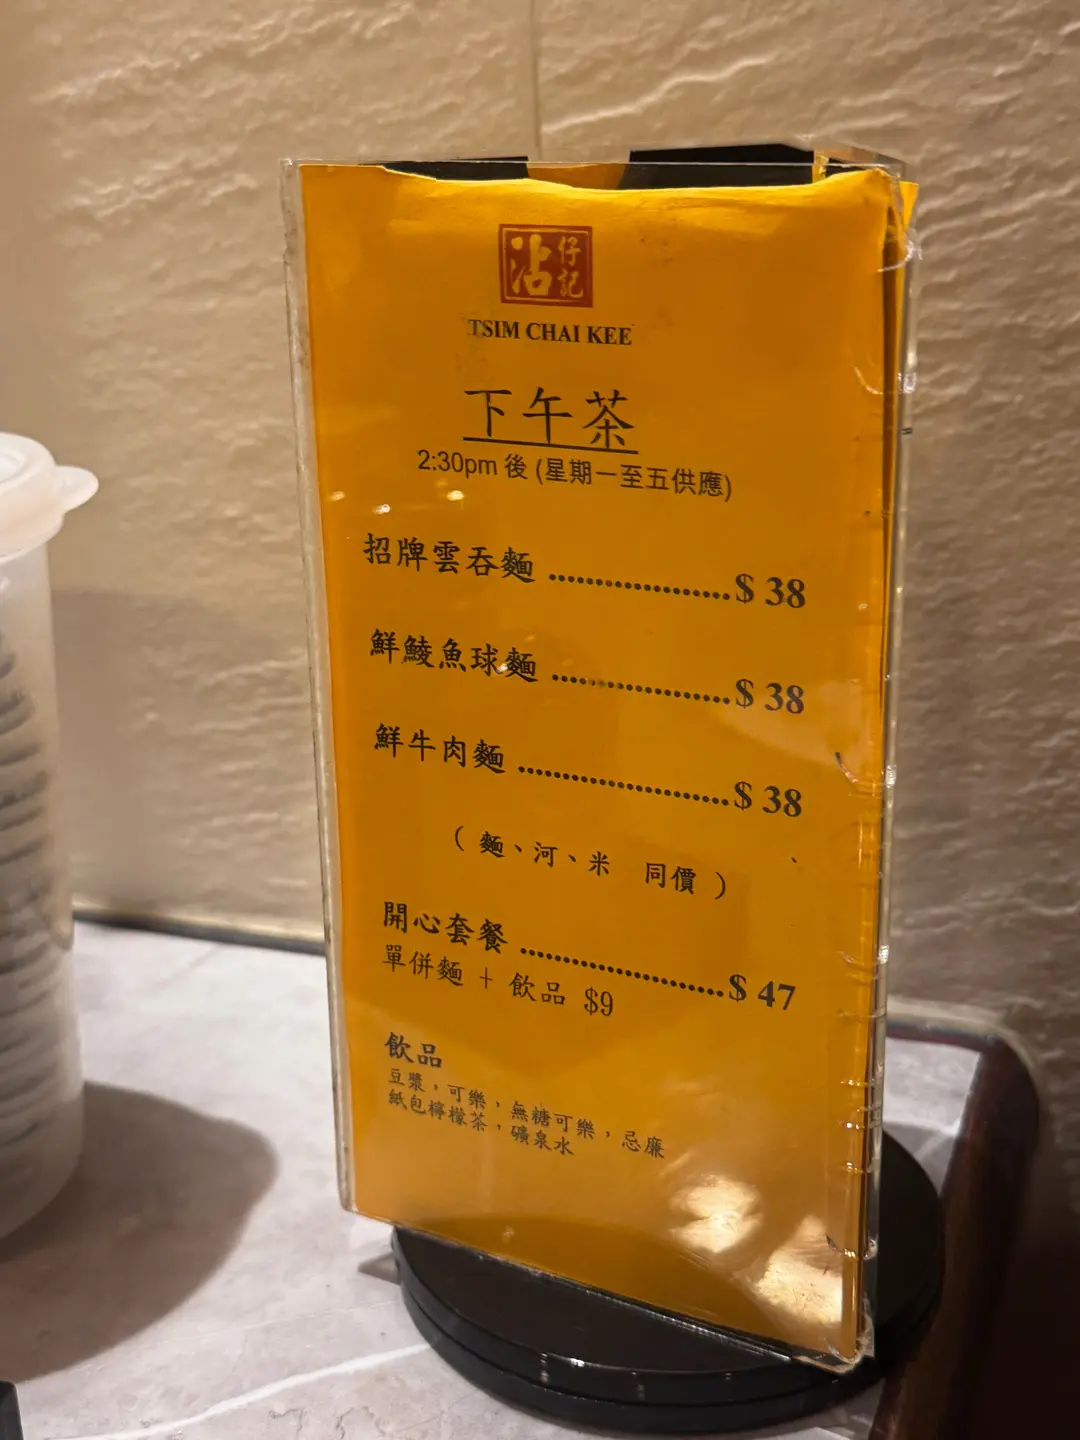 沾仔記
TSIM CHAI KEE
下午茶
2:30pm 後 (星期一至五供應)
招牌雲吞麵 ........................$ 38
鮮鯪魚球麵 ........................$ 38
鮮牛肉麵 ............................$ 38
( 麵、河、米 同價 )
開心套餐 ............................$ 47
單併麵 + 飲品 $9
飲品
豆漿，可樂，無糖可樂，忌廉
紙包檸檬茶，礦泉水